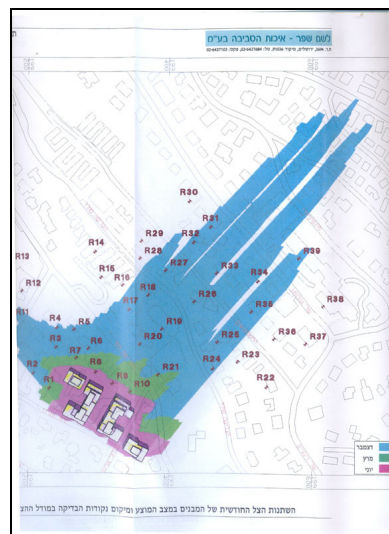 לשם שפר - איכות הסביבה בע"מ
R30
R31
R29
R32
R28
R14
R27
R13
R39
R15
R33
R34
R16
R12
R18
R26
R38
R17
R35
R11
R4
R5
R19
R20
R25
R36
R37
R3
R6
R7
R23
R2
R8
R21
R24
R1
R9
R10
R22
דצמבר
מרץ
יוני
השתנות הצל החודשית של המבנים במצב המוצע ומיקום נקודות הבדיקה במודל